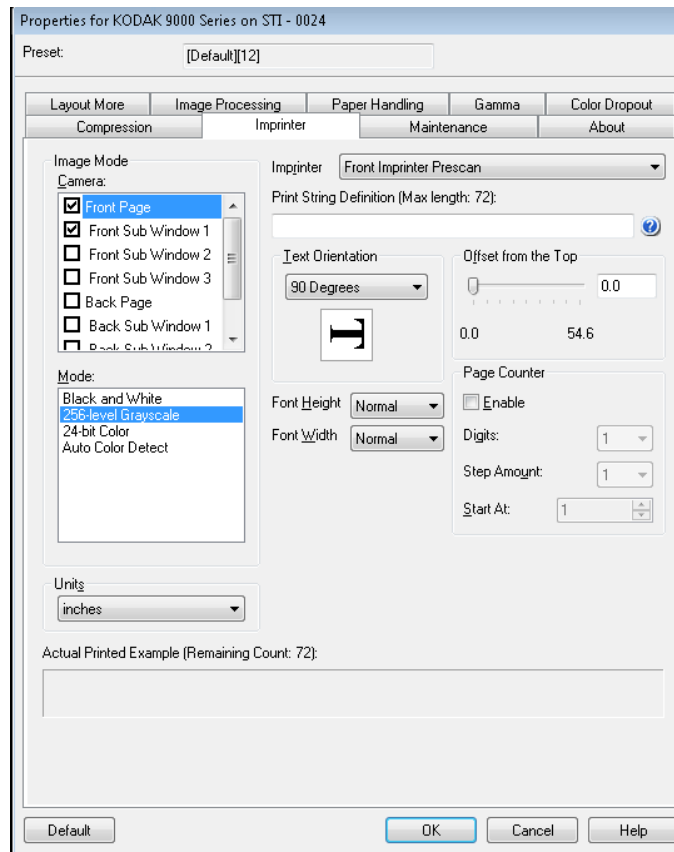 Properties for KODAK 9000 Series on STI - 0024
Preset: [Default][12]
Layout More Image Processing Paper Handling Gamma Color Dropout
Compression Imprinter Maintenance About
Image Mode
Camera:
Front Page
Front Sub Window 1
Front Sub Window 2
Front Sub Window 3
Back Page
Back Sub Window 1
Back Sub Window 2
Mode:
Black and White
256-level Grayscale
24-bit Color
Auto Color Detect
Units
inches
Imprinter Front Imprinter Prescan
Print String Definition (Max length: 72):
?
Text Orientation
90 Degrees
T
Font Height Normal
Font Width Normal
Offset from the Top
0.0
0.0 54.6
Page Counter
Enable
Digits: 1
Step Amount: 1
Start At: 1
Actual Printed Example (Remaining Count: 72):
Default OK Cancel Help